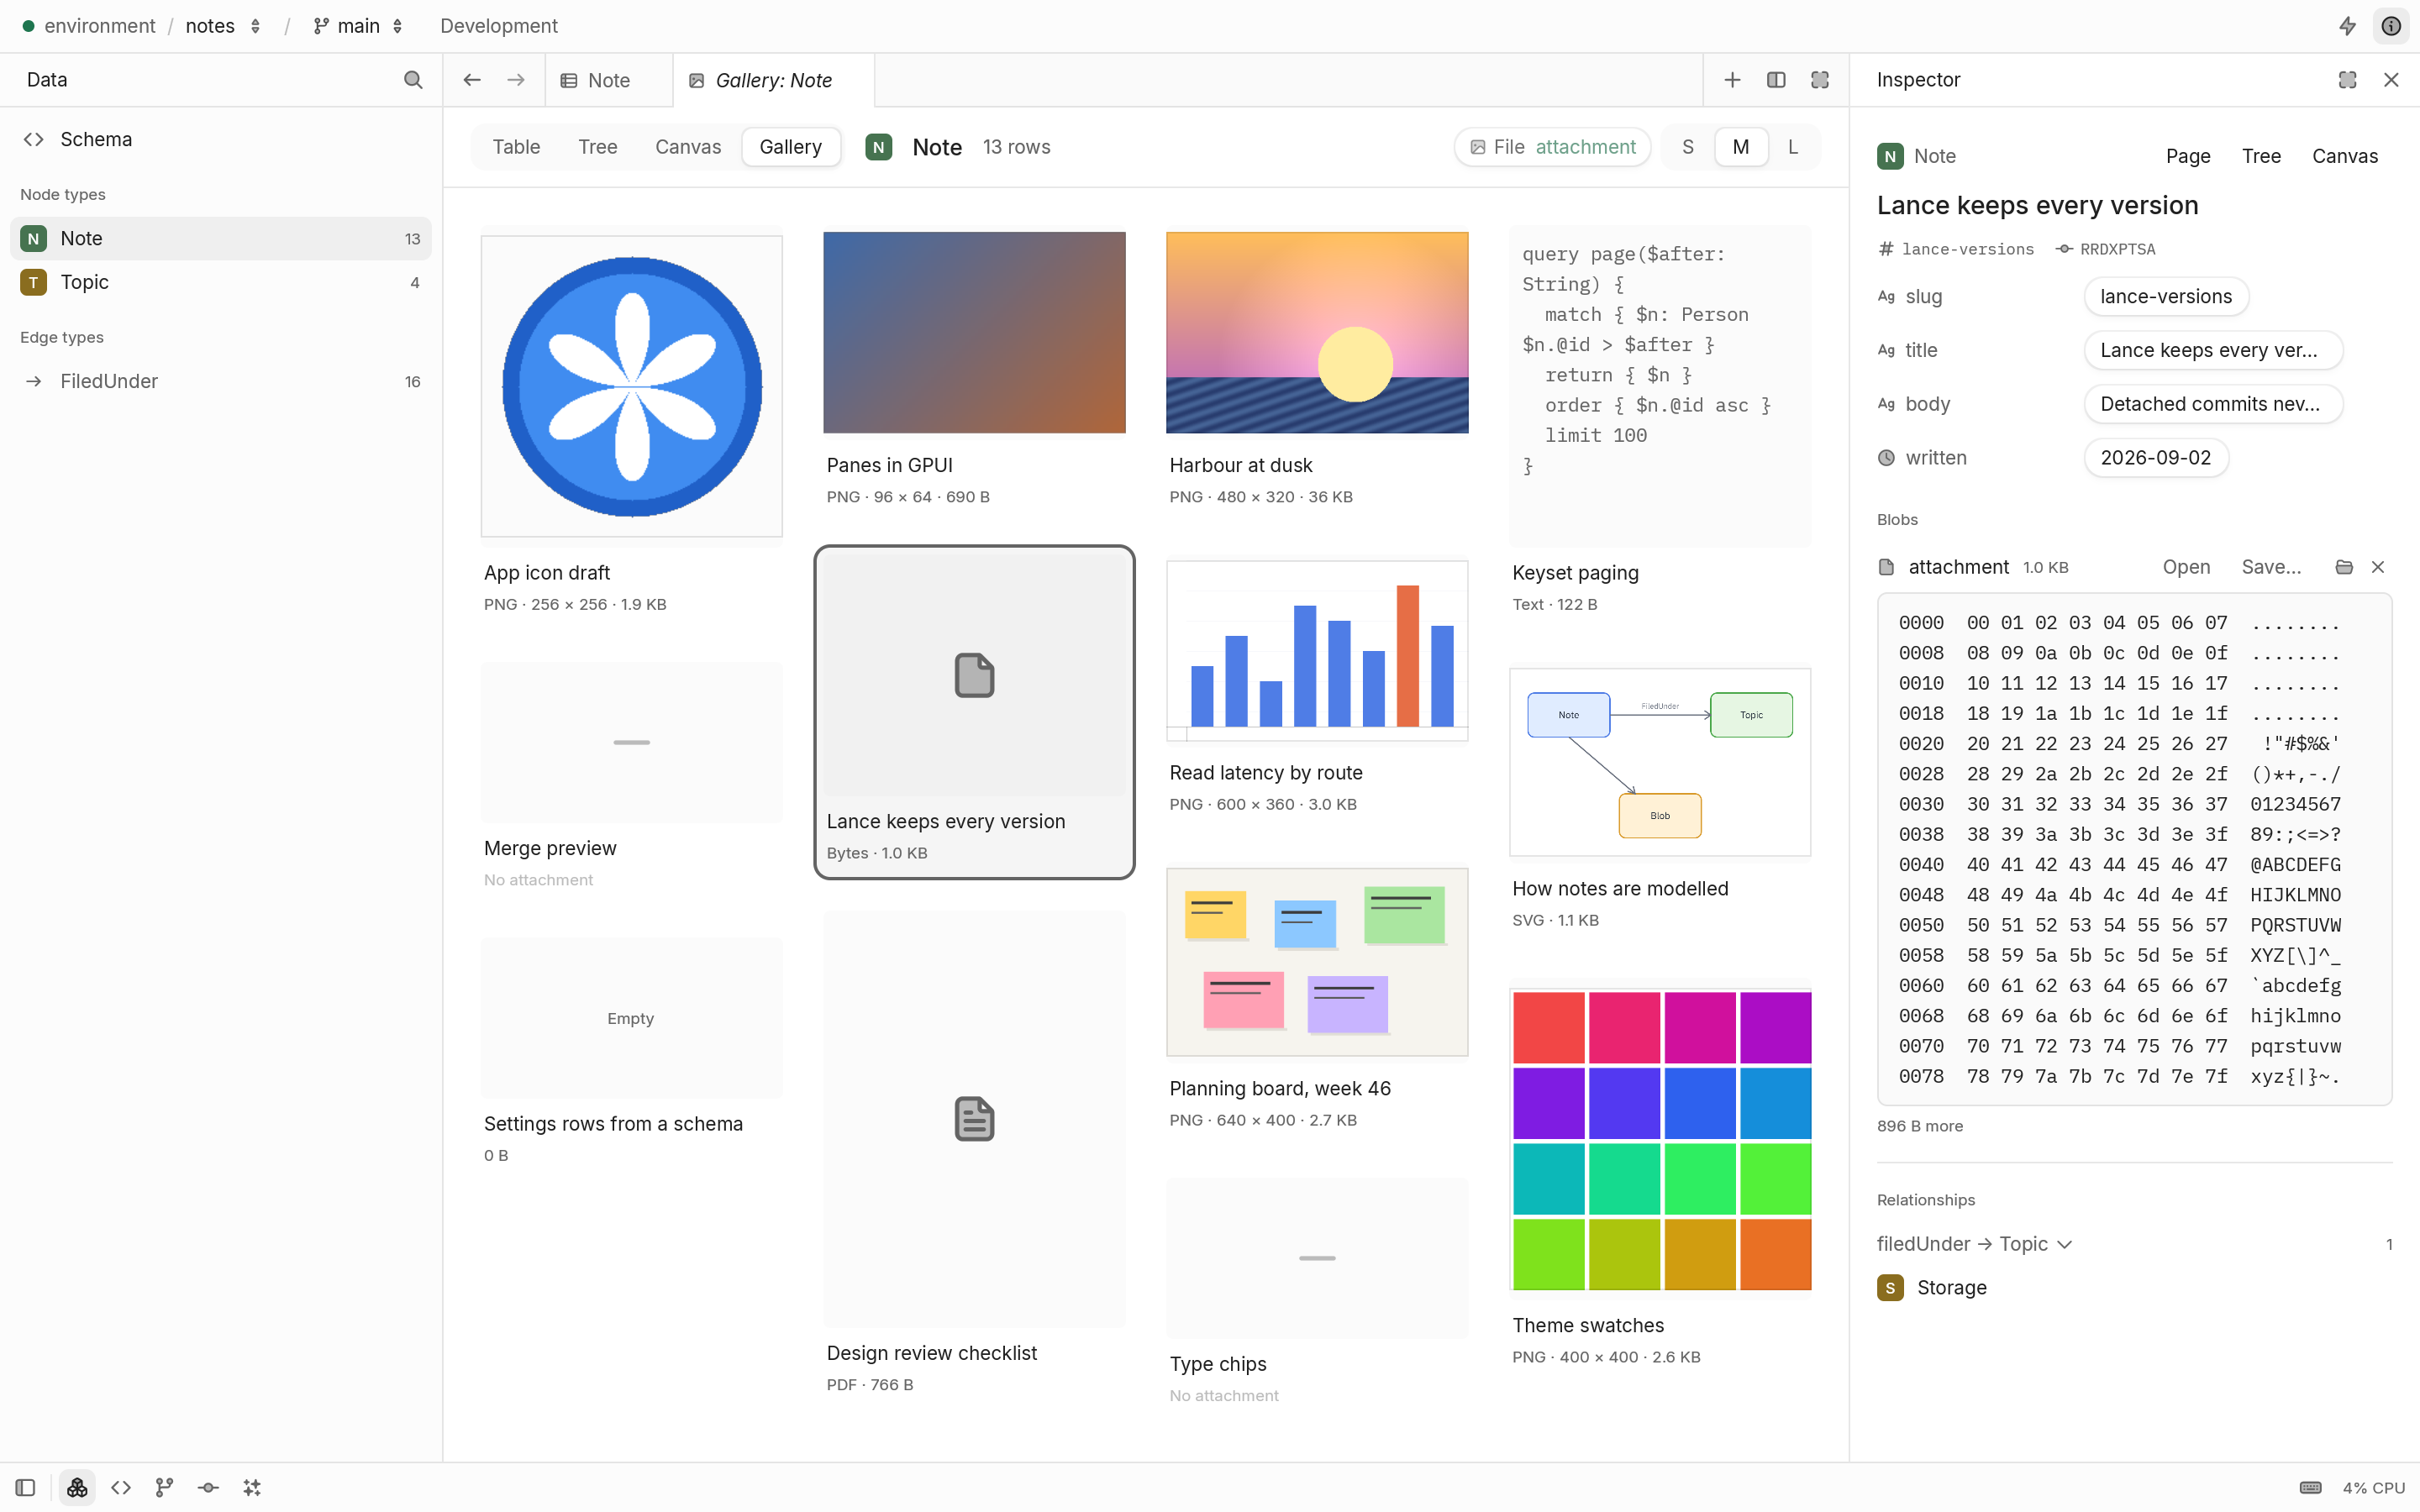 environment / notes / main Development
Data
Note
Gallery: Note
Inspector
Schema
Node types
N Note 13
T Topic 4
Edge types
FiledUnder 16
Table Tree Canvas Gallery N Note 13 rows File attachment S M L
App icon draft
PNG · 256 × 256 · 1.9 KB
Merge preview
No attachment
Empty
Settings rows from a schema
0 B
Panes in GPUI
PNG · 96 × 64 · 690 B
Lance keeps every version
Bytes · 1.0 KB
Design review checklist
PDF · 766 B
Harbour at dusk
PNG · 480 × 320 · 36 KB
Read latency by route
PNG · 600 × 360 · 3.0 KB
Planning board, week 46
PNG · 640 × 400 · 2.7 KB
Type chips
No attachment
query page($after:
String) {
match { $n: Person
$n.@id > $after }
return { $n }
order { $n.@id asc }
limit 100
}
Keyset paging
Text · 122 B
Note FiledUnder Topic
Blob
How notes are modelled
SVG · 1.1 KB
Theme swatches
PNG · 400 × 400 · 2.6 KB
N Note Page Tree Canvas
Lance keeps every version
# lance-versions RRDXPTSA
Ag slug lance-versions
Ag title Lance keeps every ver...
Ag body Detached commits nev...
written 2026-09-02
Blobs
attachment 1.0 KB Open Save...
0000 00 01 02 03 04 05 06 07 ........
0008 08 09 0a 0b 0c 0d 0e 0f ........
0010 10 11 12 13 14 15 16 17 ........
0018 18 19 1a 1b 1c 1d 1e 1f ........
0020 20 21 22 23 24 25 26 27  !"#$%&'
0028 28 29 2a 2b 2c 2d 2e 2f ()*+,-./
0030 30 31 32 33 34 35 36 37 01234567
0038 38 39 3a 3b 3c 3d 3e 3f 89:;<=>?
0040 40 41 42 43 44 45 46 47 @ABCDEFG
0048 48 49 4a 4b 4c 4d 4e 4f HIJKLMNO
0050 50 51 52 53 54 55 56 57 PQRSTUVW
0058 58 59 5a 5b 5c 5d 5e 5f XYZ[\]^_
0060 60 61 62 63 64 65 66 67 `abcdefg
0068 68 69 6a 6b 6c 6d 6e 6f hijklmno
0070 70 71 72 73 74 75 76 77 pqrstuvw
0078 78 79 7a 7b 7c 7d 7e 7f xyz{|}~.
896 B more
Relationships
filedUnder → Topic 1
S Storage
4% CPU